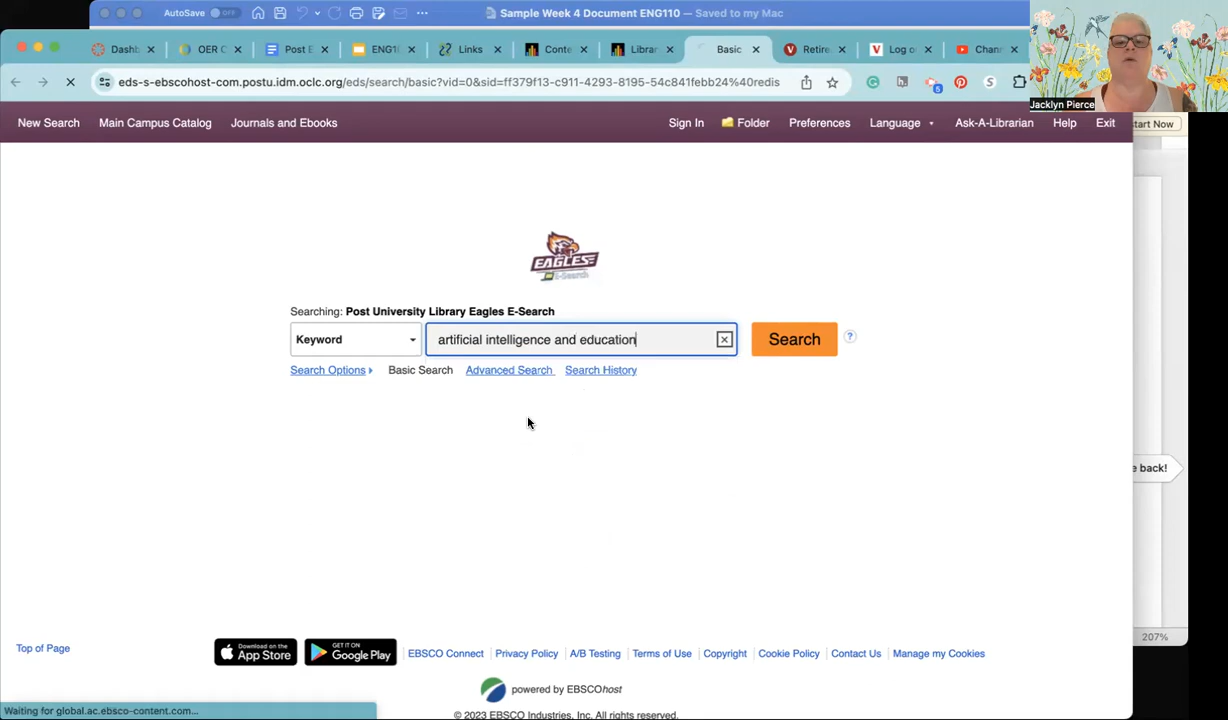 AutoSave OFF
Sample Week 4 Document ENG110 — Saved to my Mac
Dashb
OER C
Post E
ENG1
Links
Conte
Librar
Basic
Retire
Log o
Chann
eds-s-ebscohost-com.postu.idm.oclc.org/eds/search/basic?vid=0&sid=ff379f13-c911-4293-8195-54c841febb24%40redis
6
Jacklyn Pierce
tart Now
New Search
Main Campus Catalog
Journals and Ebooks
Sign In
Folder
Preferences
Language
Ask-A-Librarian
Help
Exit
EAGLES
E-Search
Searching: Post University Library Eagles E-Search
Keyword
artificial intelligence and education
Search
?
Search Options
Basic Search
Advanced Search
Search History
e back!
207%
Top of Page
Download on the
App Store
GET IT ON
Google Play
EBSCO Connect
Privacy Policy
A/B Testing
Terms of Use
Copyright
Cookie Policy
Contact Us
Manage my Cookies
powered by EBSCOhost
© 2023 EBSCO Industries, Inc. All rights reserved.
Waiting for global.ac.ebsco-content.com...